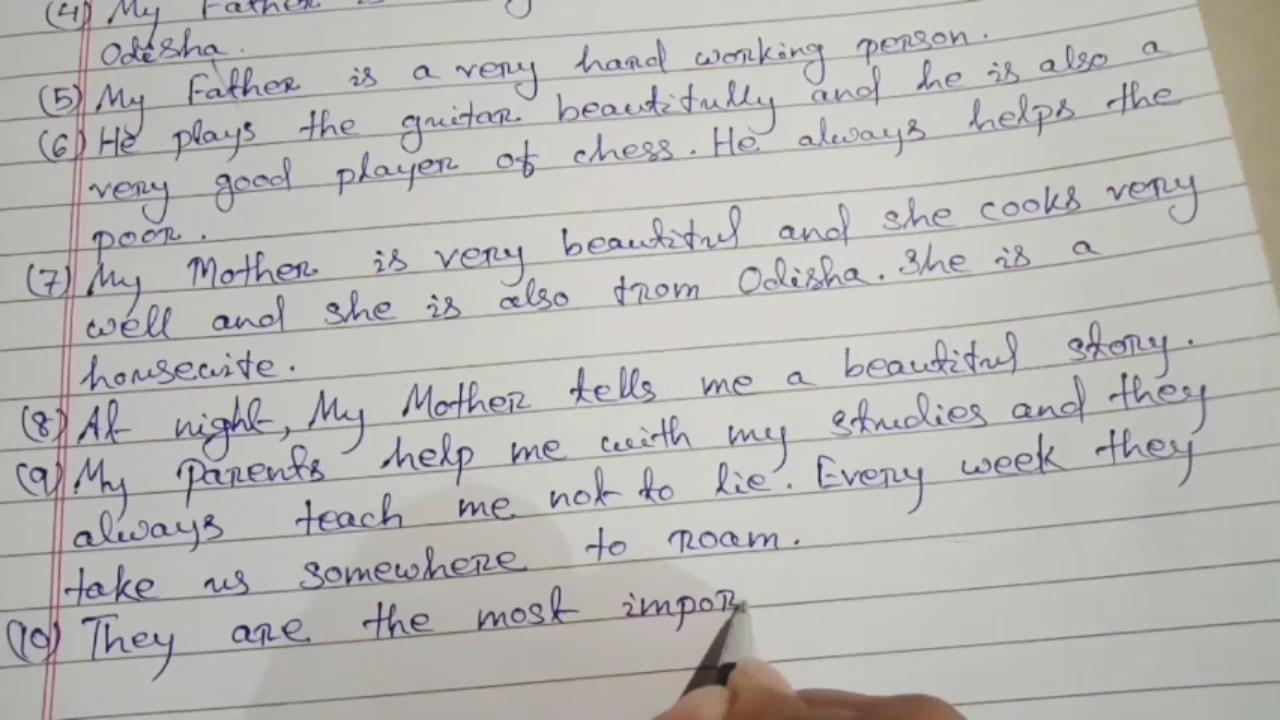 (4) My Father is
Odisha.
(5) My Father is a very hard working person.
(6) He plays the guitar beautifully and he is also a
very good player of chess. He always helps the
poor.
(7) My Mother is very beautiful and she cooks very
well and she is also from Odisha. She is a
housewife.
(8) At night, My Mother tells me a beautiful story.
(9) My parents help me with my studies and they
always teach me not to lie. Every week they
take us somewhere to roam.
(10) They are the most impor